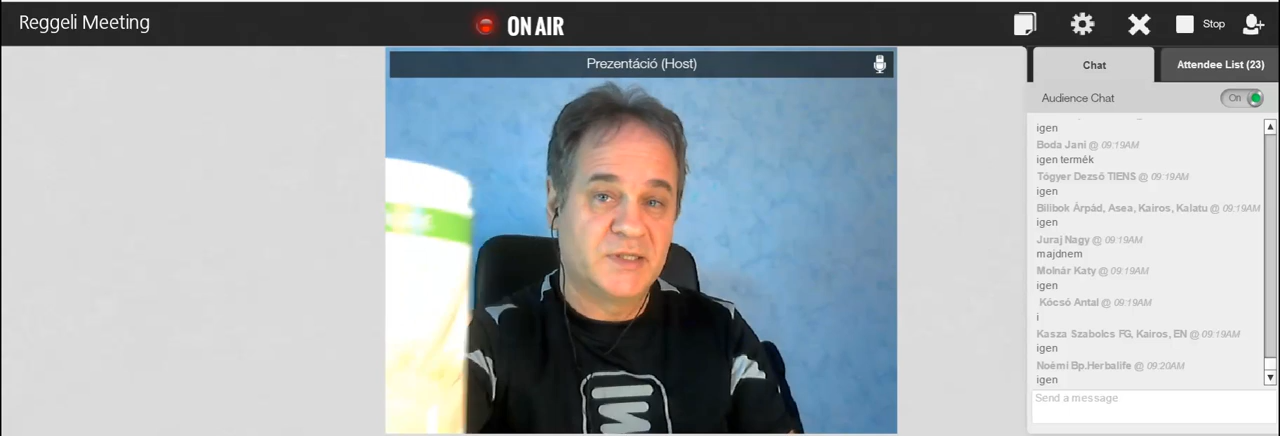 Reggeli Meeting
ON AIR
Stop
Prezentáció (Host)
Chat
Attendee List (23)
Audience Chat
On
igen
Boda Jani @ 09:19AM
igen termék
Tógyer Dezsó TIENS @ 09:19AM
igen
Bilibok Árpád, Asea, Kairos, Kalatu @ 09:19AM
igen
Juraj Nagy @ 09:19AM
majdnem
Molnár Katy @ 09:19AM
igen
Kócsó Antal @ 09:19AM
i
Kasza Szabolcs FG, Kairos, EN @ 09:19AM
igen
Noémi Bp.Herbalife @ 09:20AM
igen
Send a message